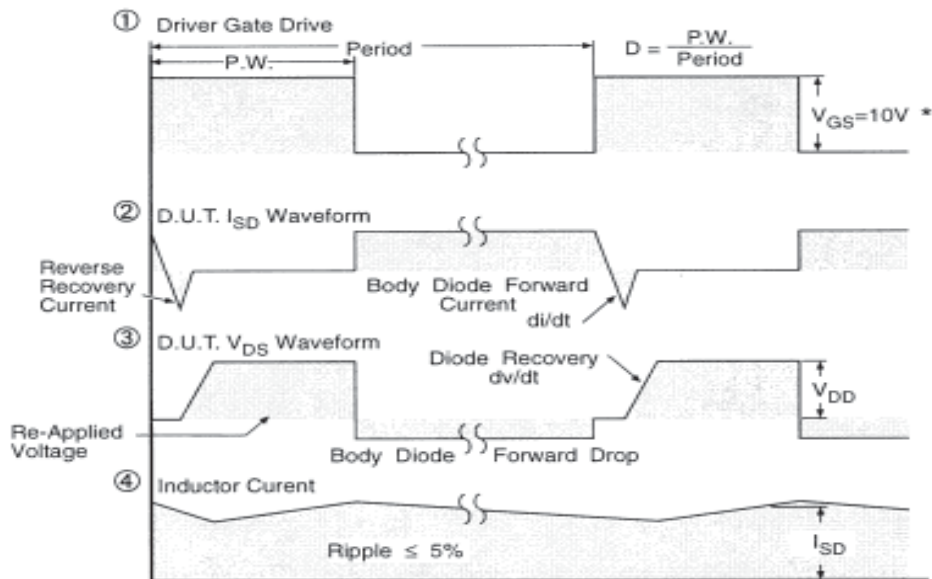 ① Driver Gate Drive
Period
P.W.
D = P.W. / Period
V_GS=10V *
② D.U.T. I_SD Waveform
Reverse
Recovery
Current
Body Diode Forward
Current
di/dt
③ D.U.T. V_DS Waveform
Diode Recovery
dv/dt
V_DD
Re-Applied
Voltage
Body Diode Forward Drop
④ Inductor Curent
Ripple ≤ 5%
I_SD